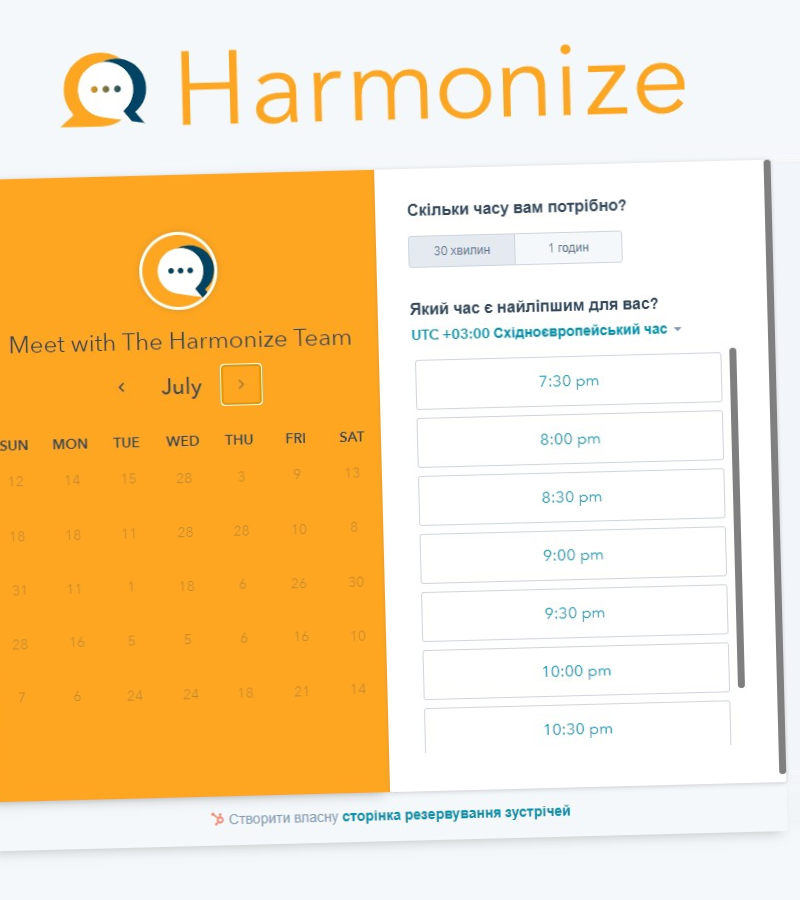 Harmonize
Meet with The Harmonize Team
July
SUN MON TUE WED THU FRI SAT
12 14 15 28 3 9 13
18 18 11 28 28 10 8
31 11 1 18 6 26 30
28 16 5 5 6 16 10
7 6 24 24 18 21 14
Скільки часу вам потрібно?
30 хвилин 1 годин
Який час є найліпшим для вас?
UTC +03:00 Східноєвропейський час
7:30 pm
8:00 pm
8:30 pm
9:00 pm
9:30 pm
10:00 pm
10:30 pm
Створити власну сторінка резервування зустрічей